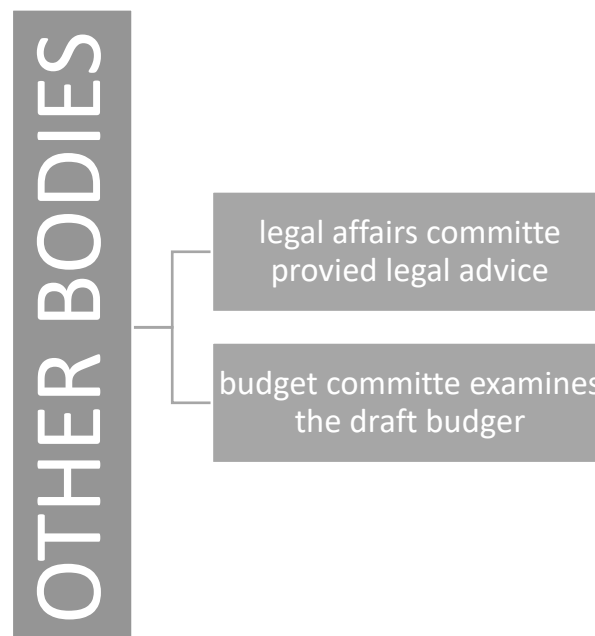 OTHER BODIES
legal affairs committe
provied legal advice
budget committe examines
the draft budger